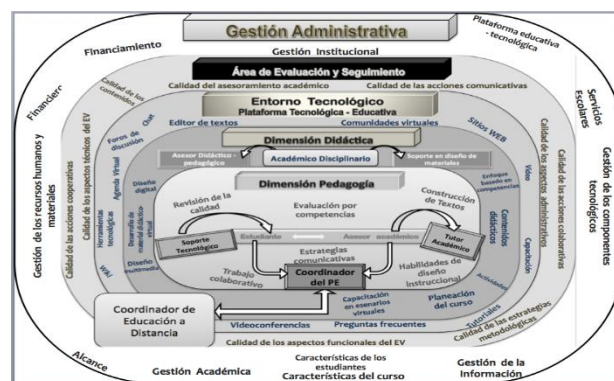 Gestión Administrativa
Gestión Institucional
Financiamiento
Plataforma educativa - tecnológica
Área de Evaluación y Seguimiento
Calidad del asesoramiento académico
Calidad de las acciones comunicativas
Financiero
Calidad de los contenidos
Servicios Escolares
Entorno Tecnológico
Plataforma Tecnológica - Educativa
Editor de textos
Comunidades virtuales
Chat
Foros de discusión
Sitios WEB
Dimensión Didáctica
Asesor Didáctico - pedagógico
Académico Disciplinario
Soporte en diseño de materiales
Gestión de los recursos humanos y materiales
Calidad de las acciones cooperativas
Calidad de los aspectos técnicos del EV
Agenda Virtual
Herramientas tecnológicas
Wiki
Diseño digital
Desarrollo de material didáctico virtual
Diseño multimedia
Enfoque basado en competencias
Video
Contenidos didácticos
Capacitación
Actividades
Calidad de los aspectos administrativos
Calidad de las acciones colaborativas
Gestión de los componentes tecnológicos
Dimensión Pedagogía
Revisión de la calidad
Evaluación por competencias
Construcción de Textos
Soporte Tecnológico
Estudiante
Asesor académico
Tutor Académico
Estrategias comunicativas
Trabajo colaborativo
Coordinador del PE
Habilidades de diseño instruccional
Capacitación en escenarios virtuales
Planeación del curso
Coordinador de Educación a Distancia
Videoconferencias
Preguntas frecuentes
Tutoriales
Calidad de los aspectos funcionales del EV
Calidad de las estrategias metodológicas
Alcance
Gestión Académica
Características de los estudiantes
Características del curso
Gestión de la Información